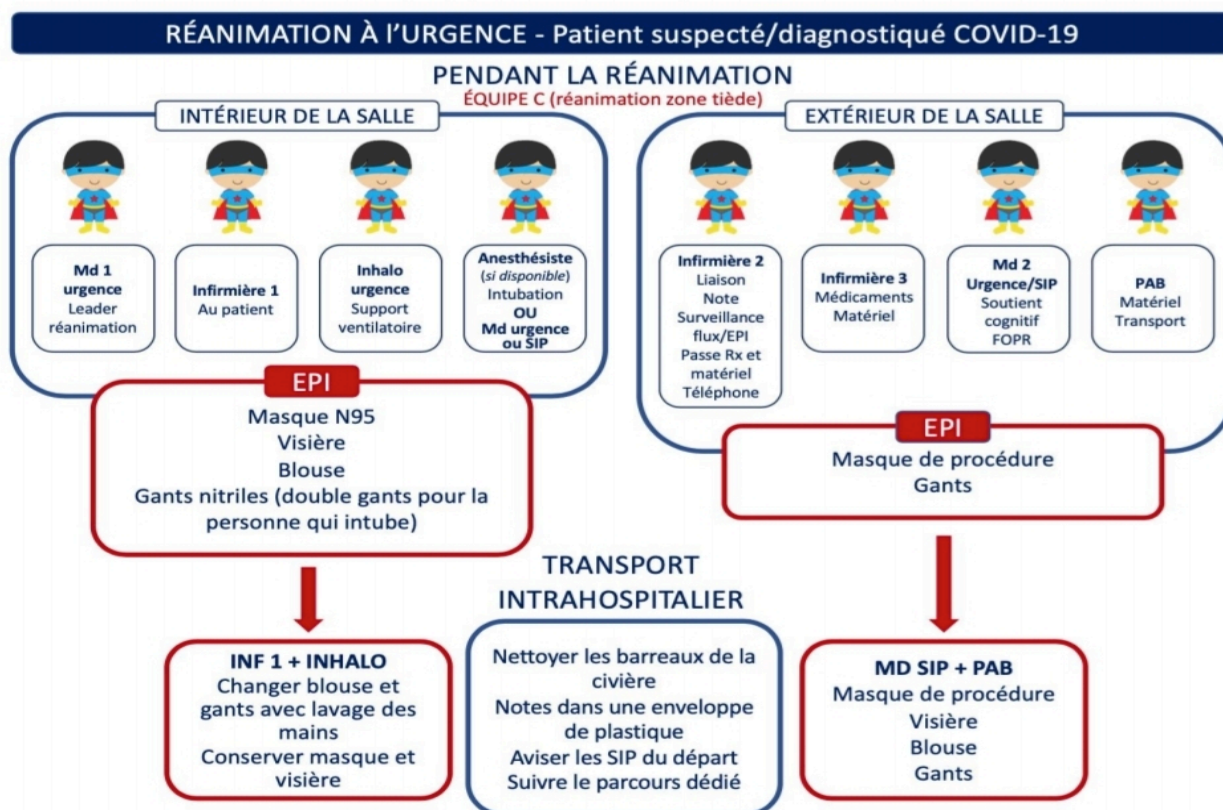 RÉANIMATION À l'URGENCE - Patient suspecté/diagnostiqué COVID-19
PENDANT LA RÉANIMATION
ÉQUIPE C (réanimation zone tiède)
INTÉRIEUR DE LA SALLE
Md 1
urgence
Leader
réanimation
Infirmière 1
Au patient
Inhalo
urgence
Support
ventilatoire
Anesthésiste
(si disponible)
Intubation
OU
Md urgence
ou SIP
EPI
Masque N95
Visière
Blouse
Gants nitriles (double gants pour la
personne qui intube)
EXTÉRIEUR DE LA SALLE
Infirmière 2
Liaison
Note
Surveillance
flux/EPI
Passe Rx et
matériel
Téléphone
Infirmière 3
Médicaments
Matériel
Md 2
Urgence/SIP
Soutient
cognitif
FOPR
PAB
Matériel
Transport
EPI
Masque de procédure
Gants
INF 1 + INHALO
Changer blouse et
gants avec lavage des
mains
Conserver masque et
visière
TRANSPORT
INTRAHOSPITALIER
Nettoyer les barreaux de la
civière
Notes dans une enveloppe
de plastique
Aviser les SIP du départ
Suivre le parcours dédié
MD SIP + PAB
Masque de procédure
Visière
Blouse
Gants